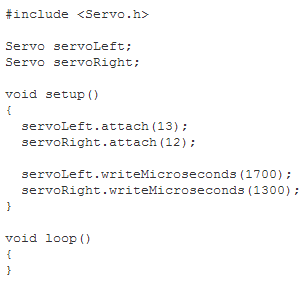 #include <Servo.h>
Servo servoLeft;
Servo servoRight;
void setup()
{
servoLeft.attach(13);
servoRight.attach(12);
servoLeft.writeMicroseconds(1700);
servoRight.writeMicroseconds(1300);
}
void loop()
{
}